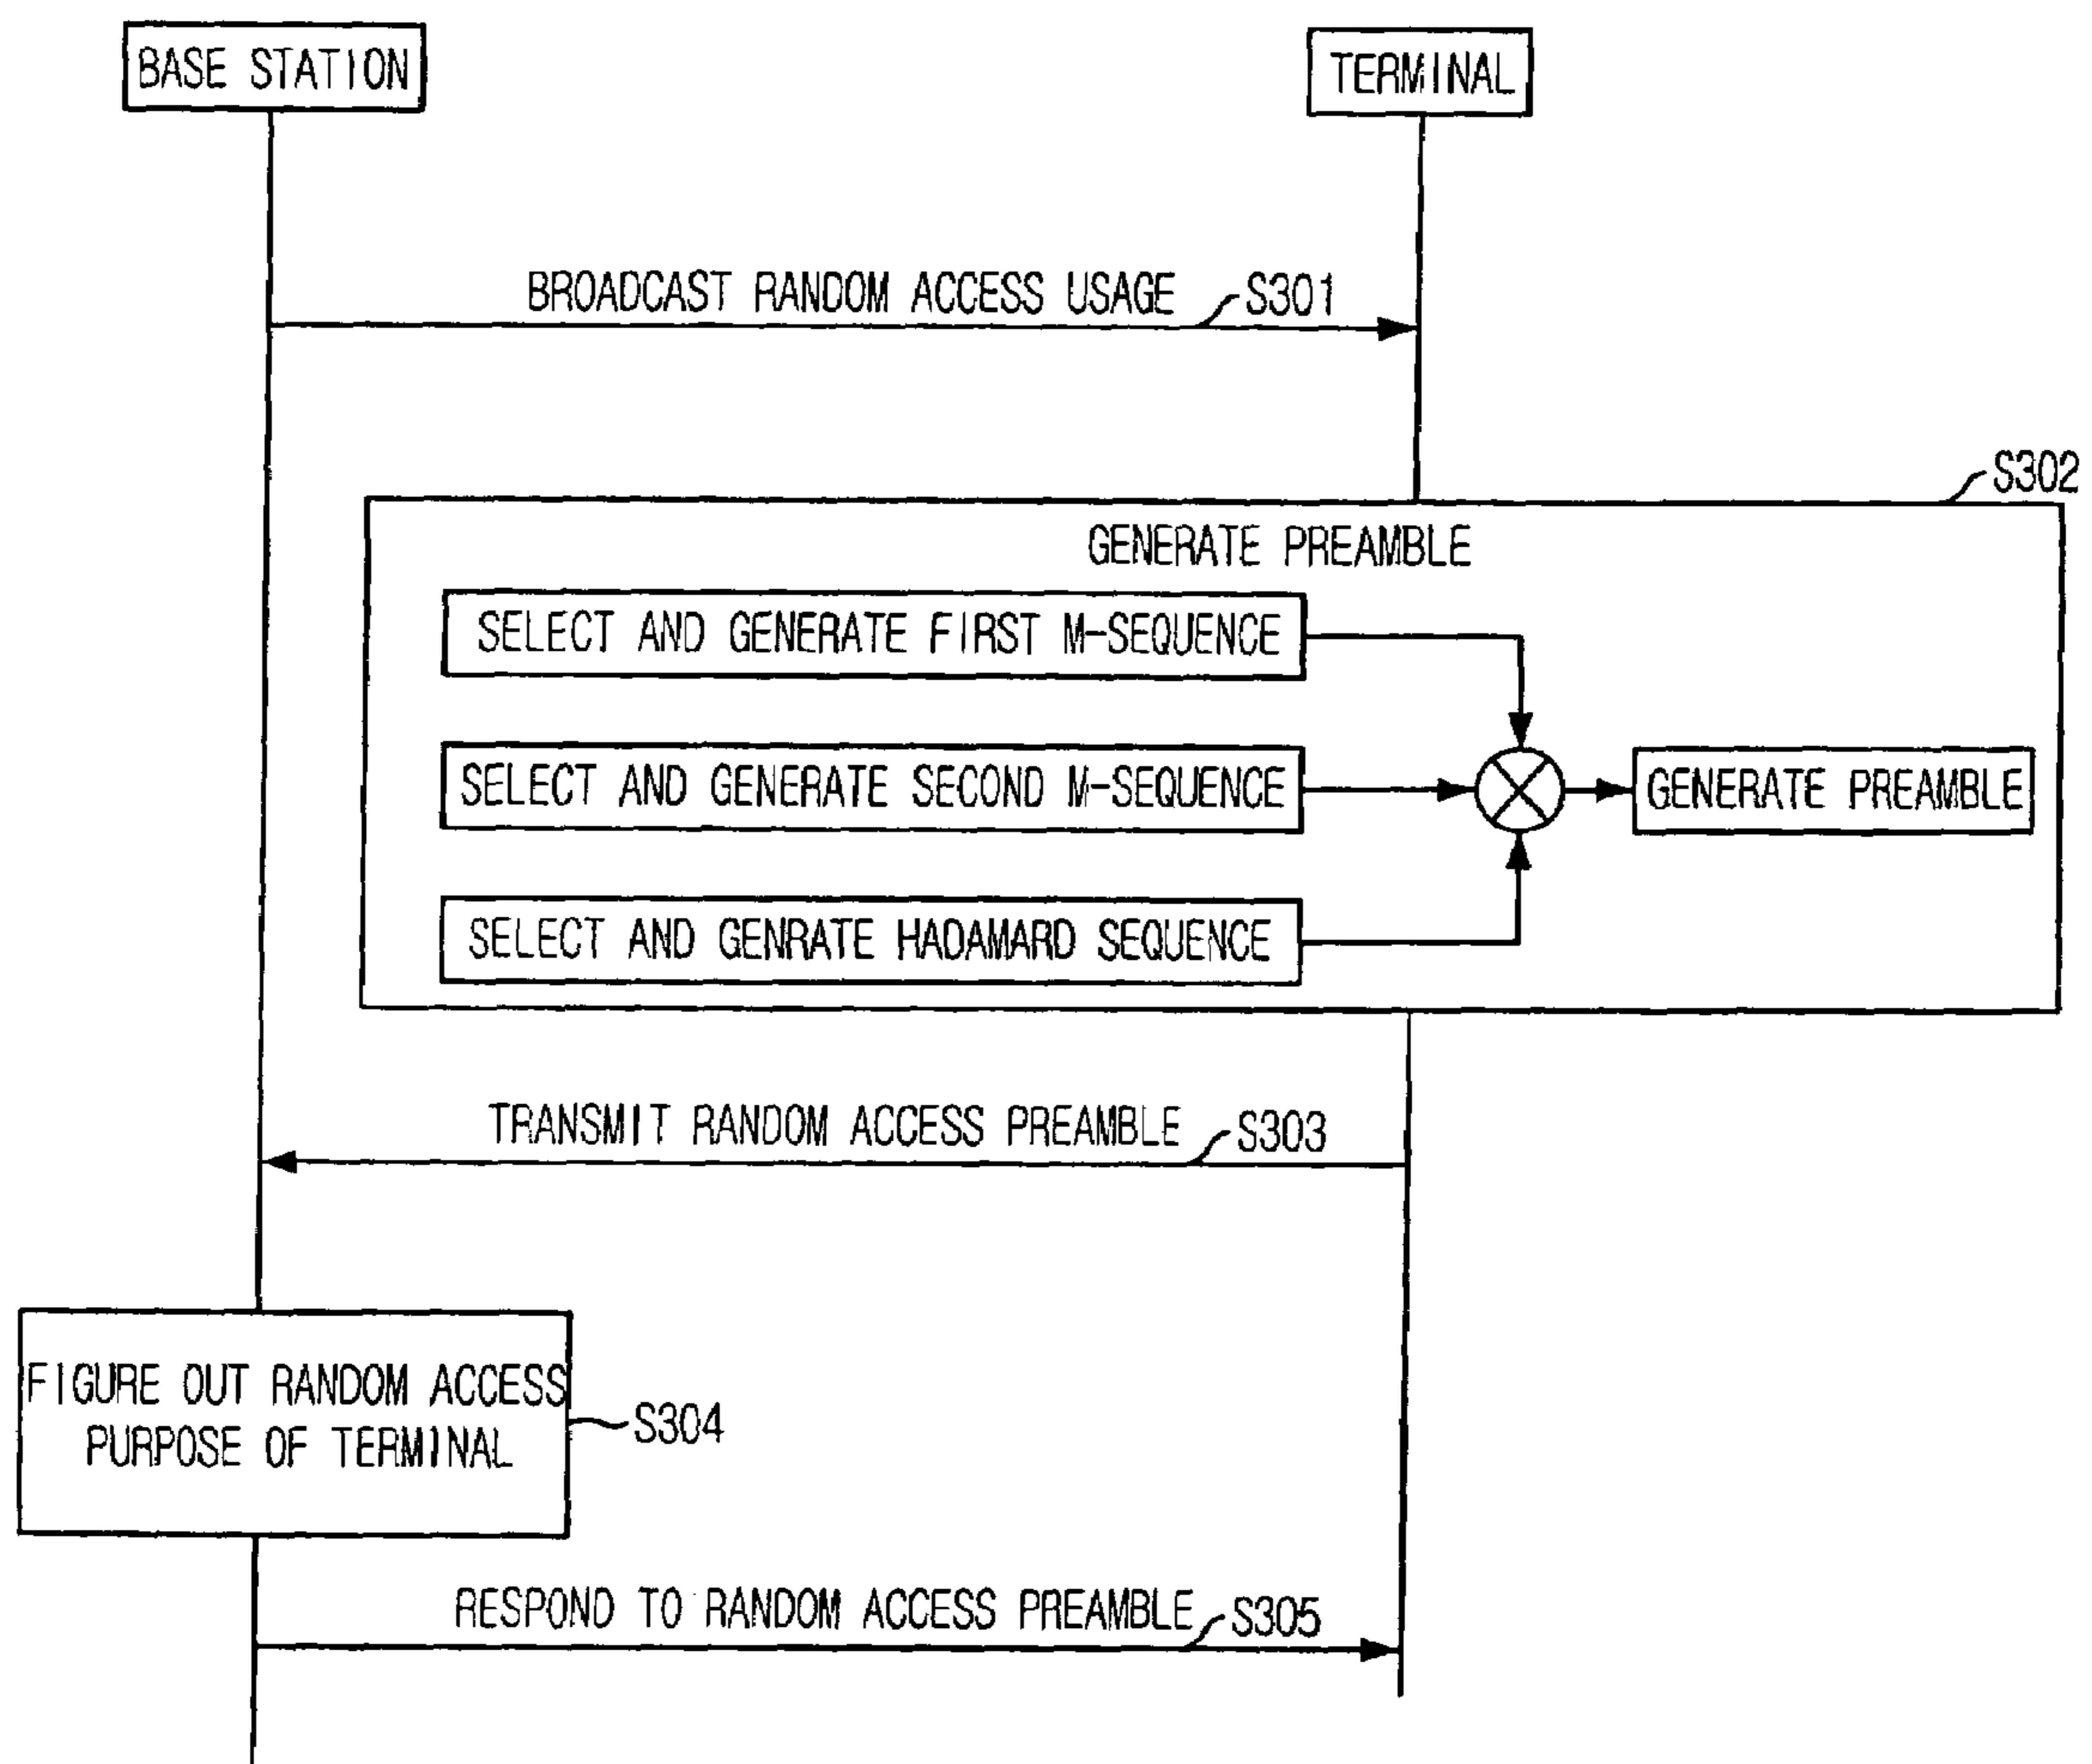 BASE STATION
TERMINAL
BROADCAST RANDOM ACCESS USAGE
S301
S302
GENERATE PREAMBLE
SELECT AND GENERATE FIRST M-SEQUENCE
SELECT AND GENERATE SECOND M-SEQUENCE
GENERATE PREAMBLE
SELECT AND GENRATE HADAMARD SEQUENCE
TRANSMIT RANDOM ACCESS PREAMBLE
S303
FIGURE OUT RANDOM ACCESS
PURPOSE OF TERMINAL
S304
RESPOND TO RANDOM ACCESS PREAMBLE
S305